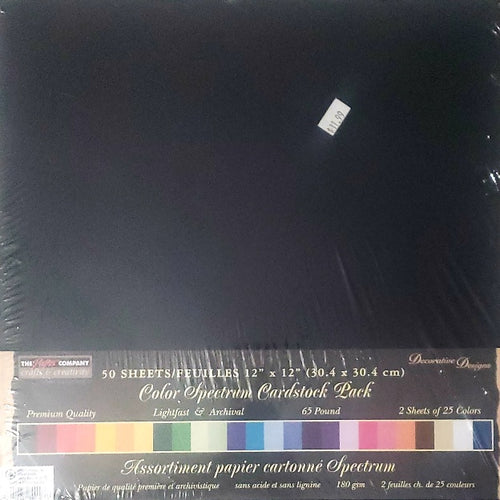 £11.99
THE Paper COMPANY
crafts & creativity
50 SHEETS/FEUILLES 12" x 12" (30.4 x 30.4 cm)
Decorative Designs
Color Spectrum Cardstock Pack
Premium Quality Lightfast & Archival 65 Pound 2 Sheets of 25 Colors
Assortiment papier cartonné Spectrum
Papier de qualité première et archivistique sans acide et sans lignine 180 gsm 2 feuilles ch. de 25 couleurs